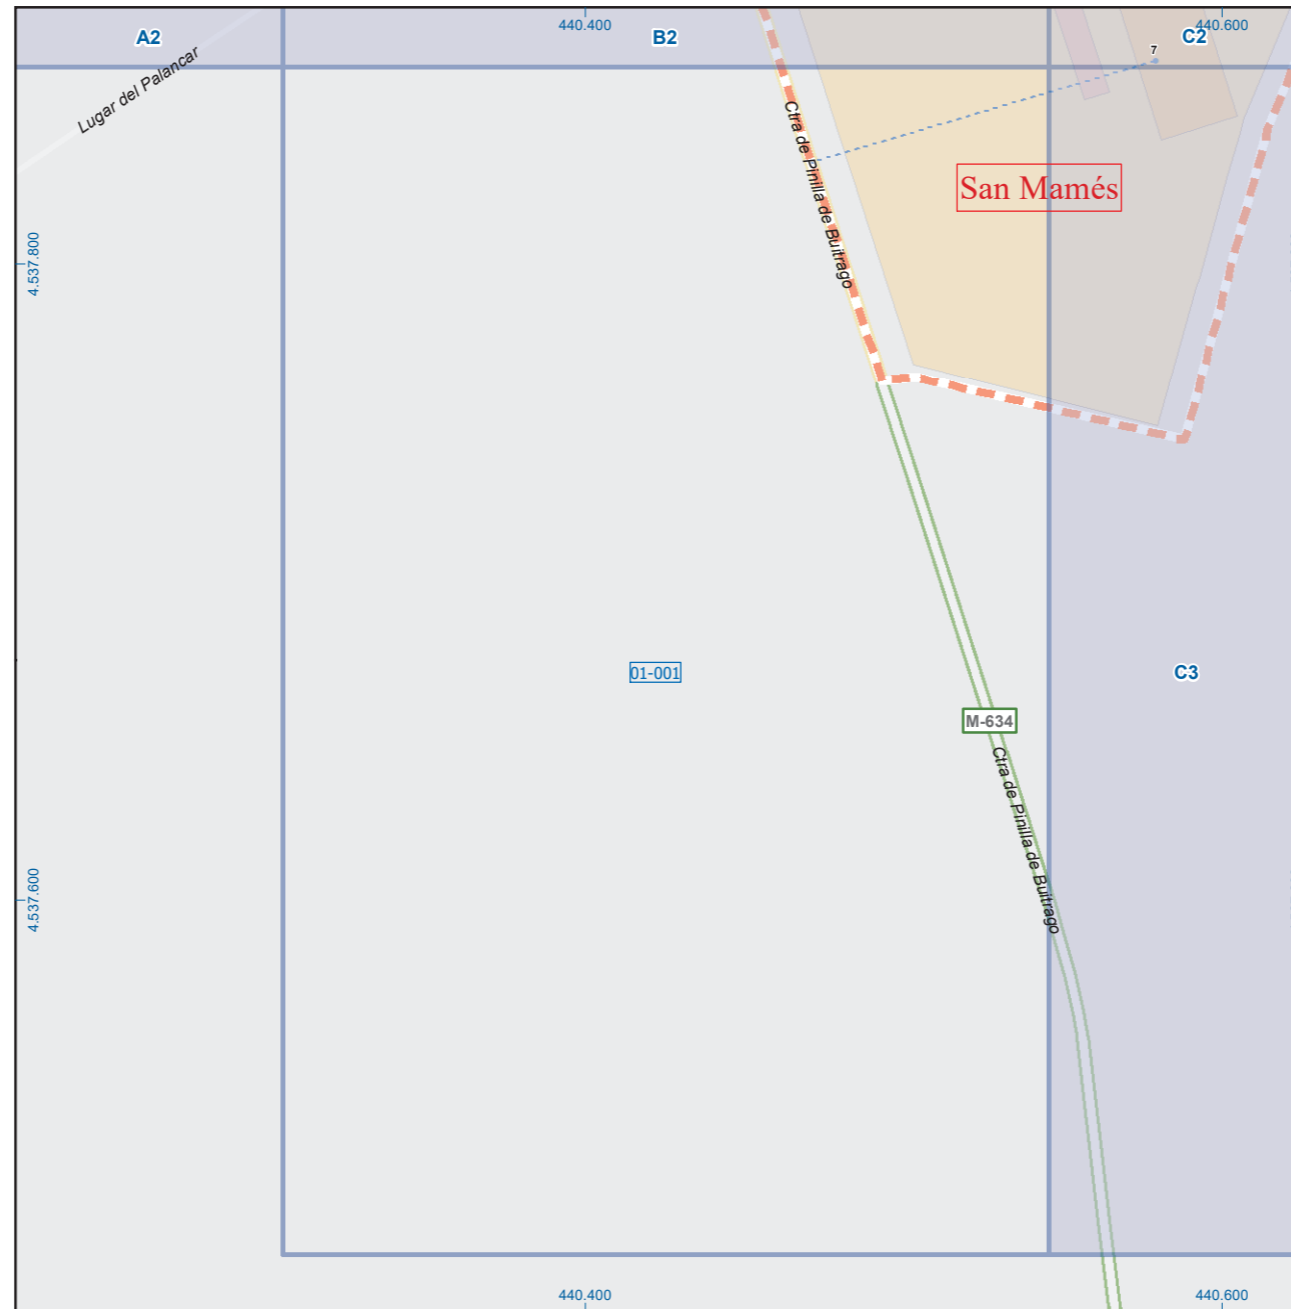 440.400
440.600
A2
B2
C2
7
Lugar del Palancar
Ctra de Pinilla de Buitrago
San Mamés
4.537.800
01-001
C3
M-634
Ctra de Pinilla de Buitrago
4.537.600
440.400
440.600